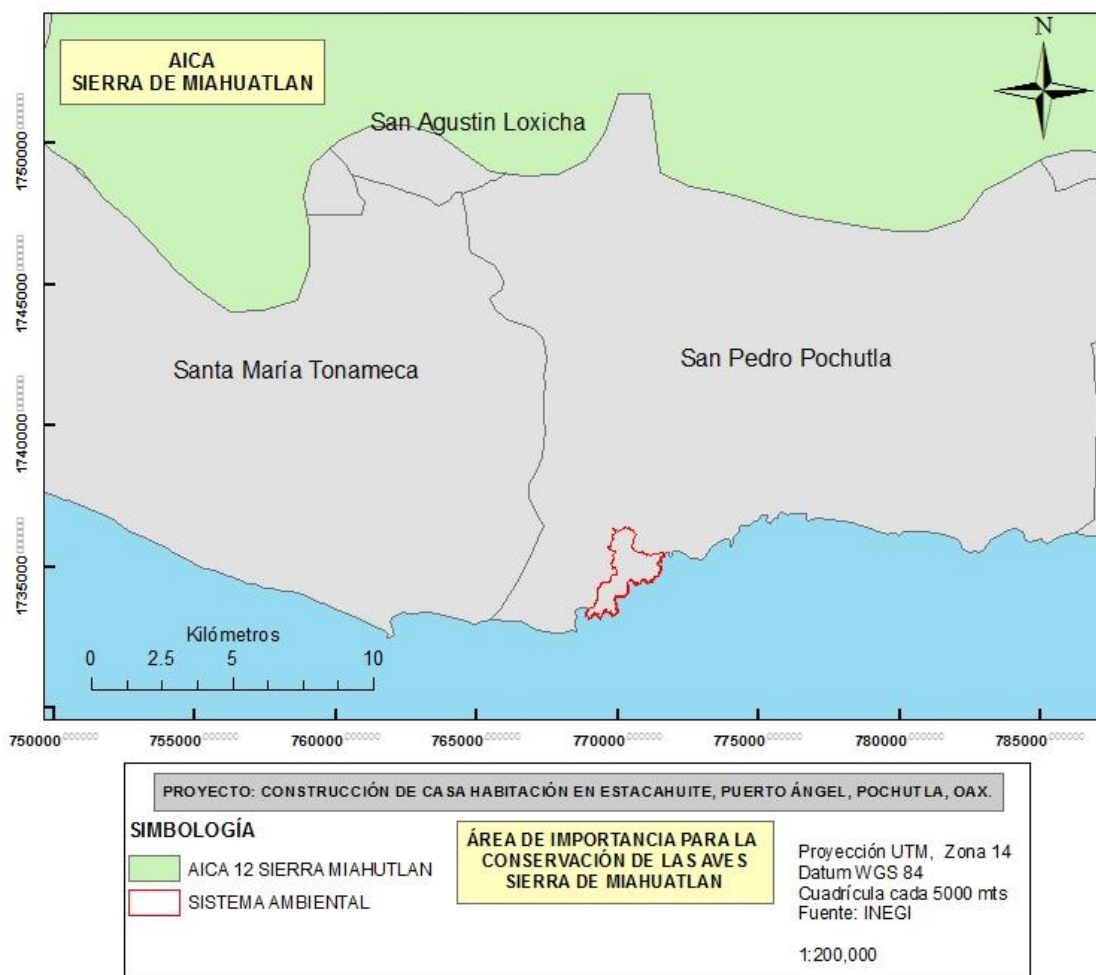 AICA
SIERRA DE MIAHUATLAN
N
San Agustin Loxicha
Santa María Tonameca
San Pedro Pochutla
1750000
1745000
1740000
1735000
Kilómetros
0 2.5 5 10
750000 755000 760000 765000 770000 775000 780000 785000
PROYECTO: CONSTRUCCIÓN DE CASA HABITACIÓN EN ESTACAHUITE, PUERTO ÁNGEL, POCHUTLA, OAX.
SIMBOLOGÍA
AICA 12 SIERRA MIAHUTLAN
SISTEMA AMBIENTAL
ÁREA DE IMPORTANCIA PARA LA
CONSERVACIÓN DE LAS AVES
SIERRA DE MIAHUATLAN
Proyección UTM, Zona 14
Datum WGS 84
Cuadrícula cada 5000 mts
Fuente: INEGI
1:200,000